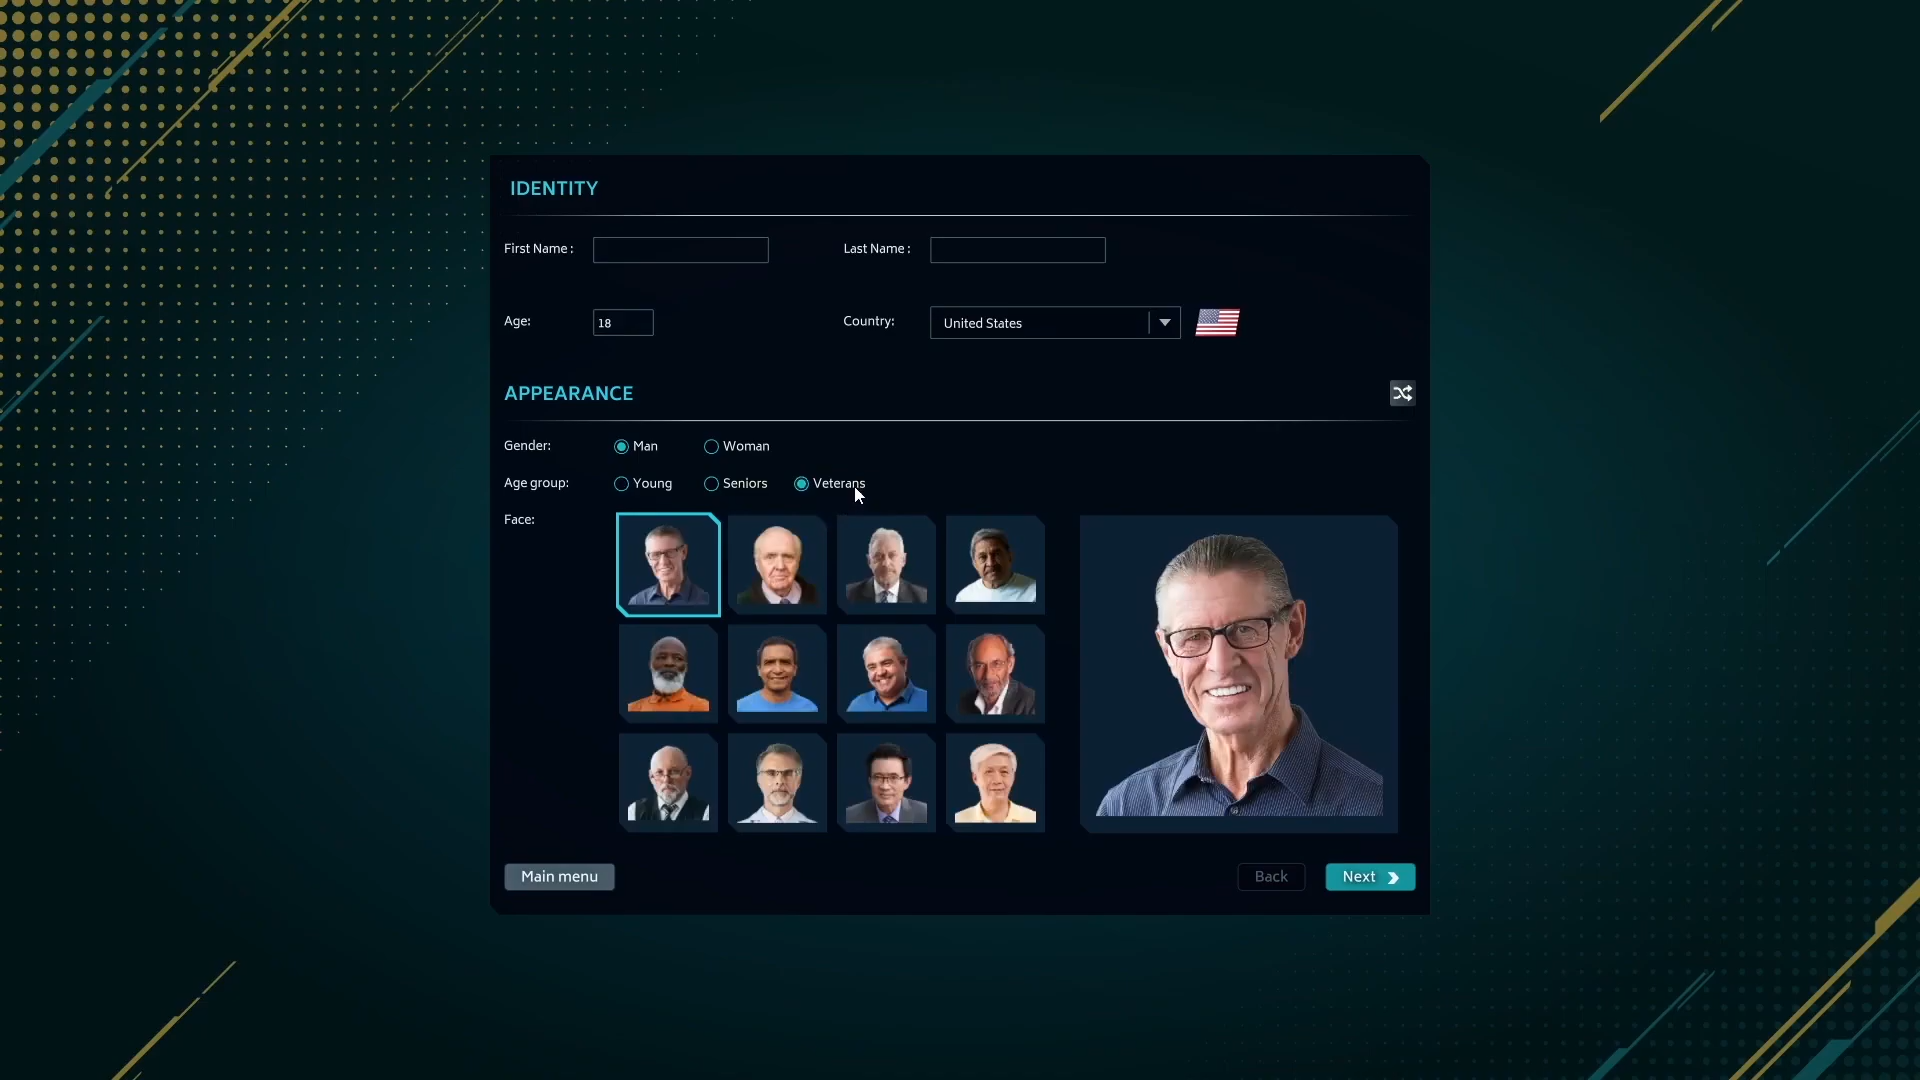 IDENTITY
First Name : Last Name :
Age: 18 Country: United States
APPEARANCE
Gender: Man Woman
Age group: Young Seniors Veterans
Face:
Main menu Back Next